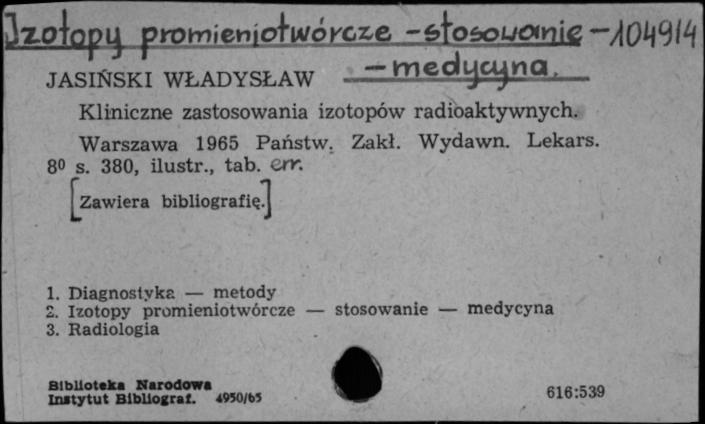 Izotopy promieniotwórcze - stosowanie - 104914
- medycyna.
JASIŃSKI WŁADYSŁAW
Kliniczne zastosowania izotopów radioaktywnych.
Warszawa 1965 Państw. Zakł. Wydawn. Lekars.
8⁰ s. 380, ilustr., tab. err.
[Zawiera bibliografię.]
1. Diagnostyka — metody
2. Izotopy promieniotwórcze — stosowanie — medycyna
3. Radiologia
Biblioteka Narodowa
Instytut Bibliograf. 4950/65
616:539